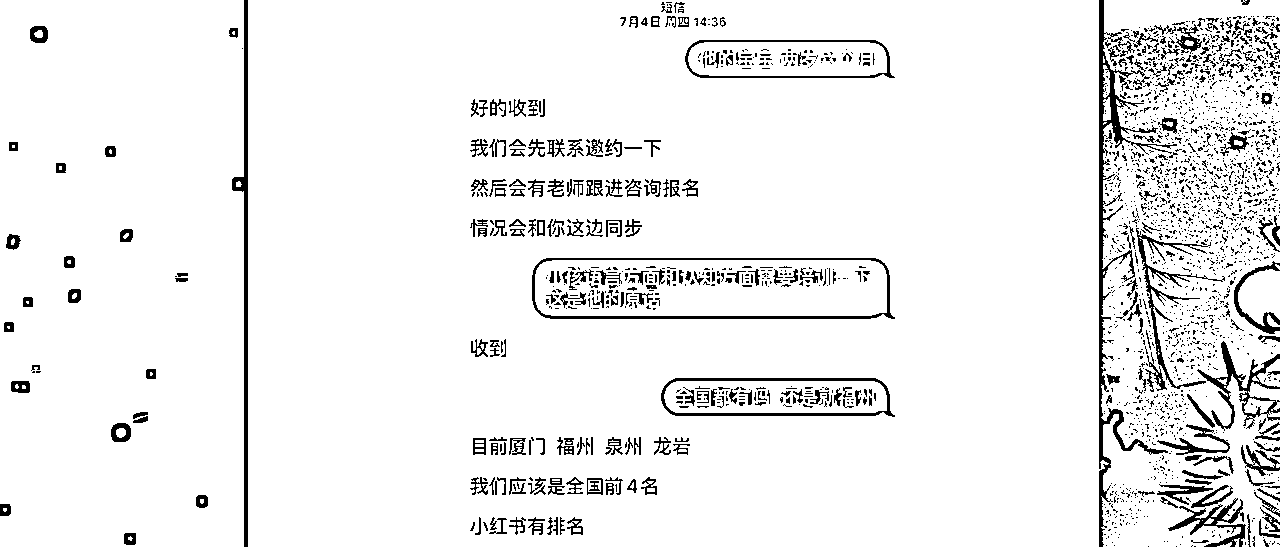 短信
7月4日 周四 14:36
他的宝宝 两岁六个月
好的收到
我们会先联系邀约一下
然后会有老师跟进咨询报名
情况会和你这边同步
小孩语言方面和认知方面需要培训一下
这是他的原话
收到
全国都有吗 还是就福州
目前厦门 福州 泉州 龙岩
我们应该是全国前4名
小红书有排名